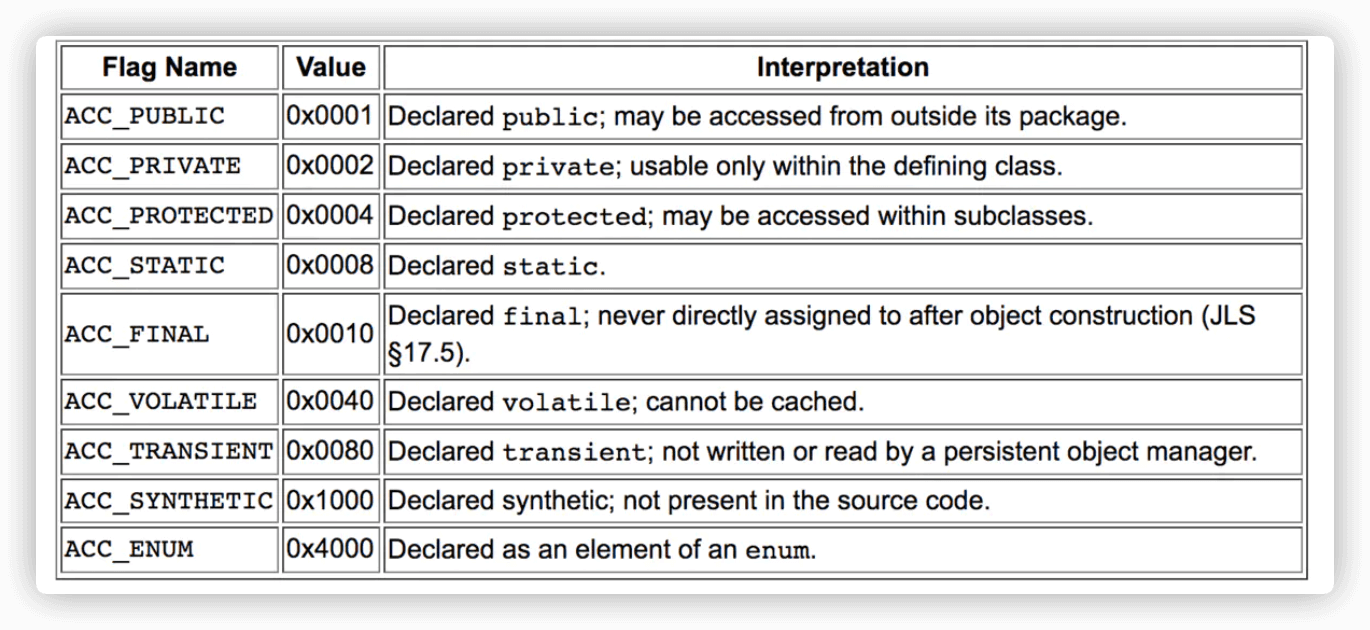 Flag Name Value Interpretation
ACC_PUBLIC 0x0001 Declared public; may be accessed from outside its package.
ACC_PRIVATE 0x0002 Declared private; usable only within the defining class.
ACC_PROTECTED 0x0004 Declared protected; may be accessed within subclasses.
ACC_STATIC 0x0008 Declared static.
ACC_FINAL 0x0010 Declared final; never directly assigned to after object construction (JLS
§17.5).
ACC_VOLATILE 0x0040 Declared volatile; cannot be cached.
ACC_TRANSIENT 0x0080 Declared transient; not written or read by a persistent object manager.
ACC_SYNTHETIC 0x1000 Declared synthetic; not present in the source code.
ACC_ENUM 0x4000 Declared as an element of an enum.